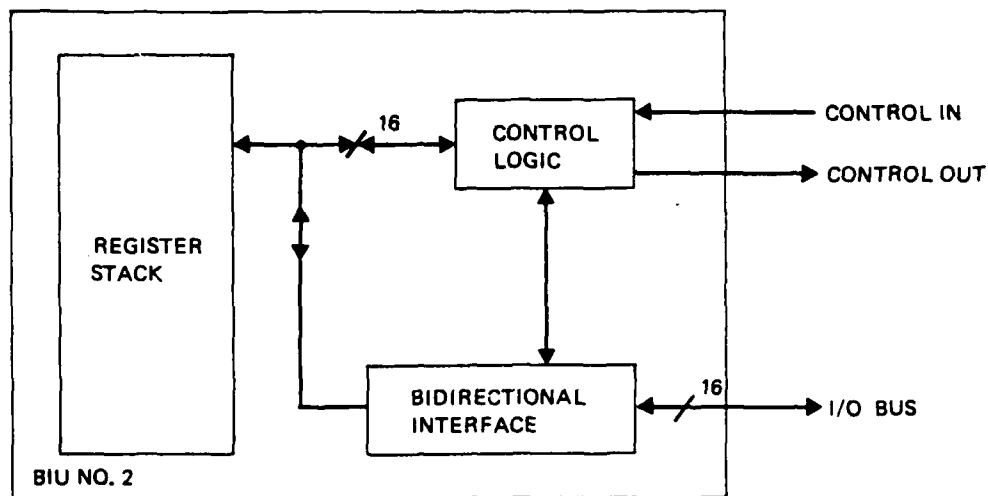 16
CONTROL
LOGIC
CONTROL IN
CONTROL OUT
REGISTER
STACK
BIDIRECTIONAL
INTERFACE
16
I/O BUS
BIU NO. 2